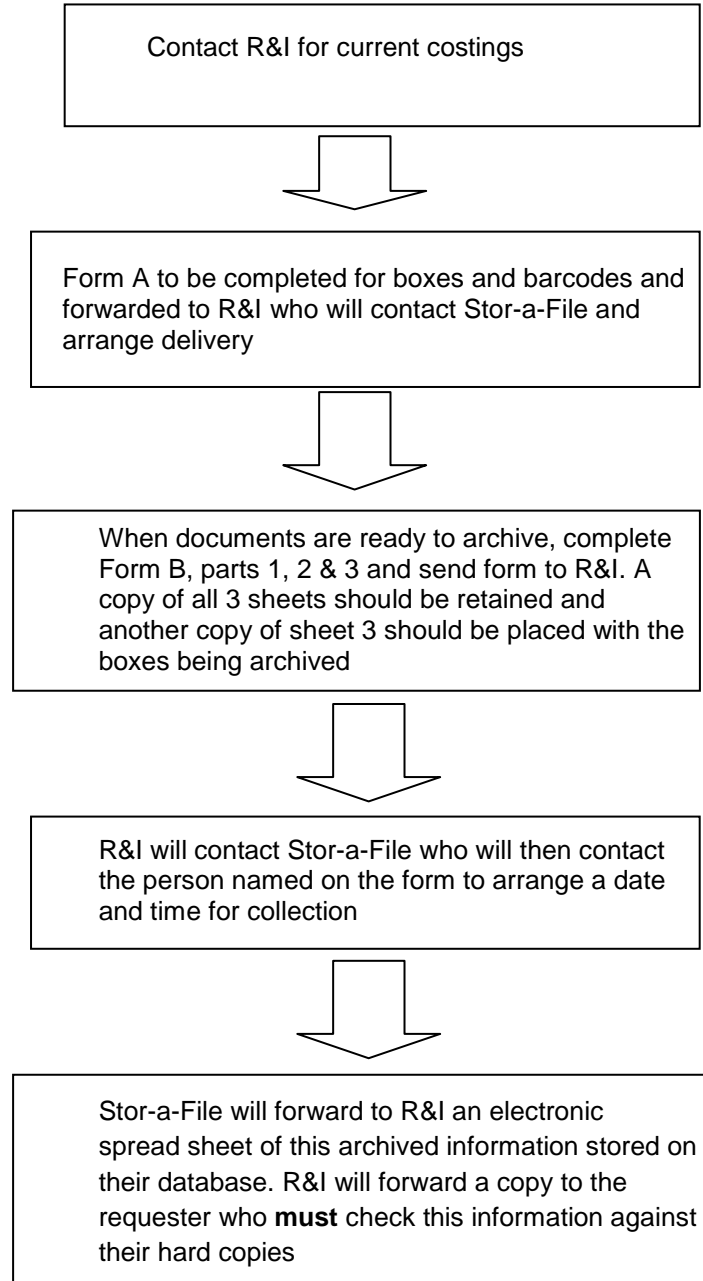 Contact R&I for current costings
Form A to be completed for boxes and barcodes and
forwarded to R&I who will contact Stor-a-File and
arrange delivery
When documents are ready to archive, complete
Form B, parts 1, 2 & 3 and send form to R&I. A
copy of all 3 sheets should be retained and
another copy of sheet 3 should be placed with the
boxes being archived
R&I will contact Stor-a-File who will then contact
the person named on the form to arrange a date
and time for collection
Stor-a-File will forward to R&I an electronic
spread sheet of this archived information stored on
their database. R&I will forward a copy to the
requester who must check this information against
their hard copies